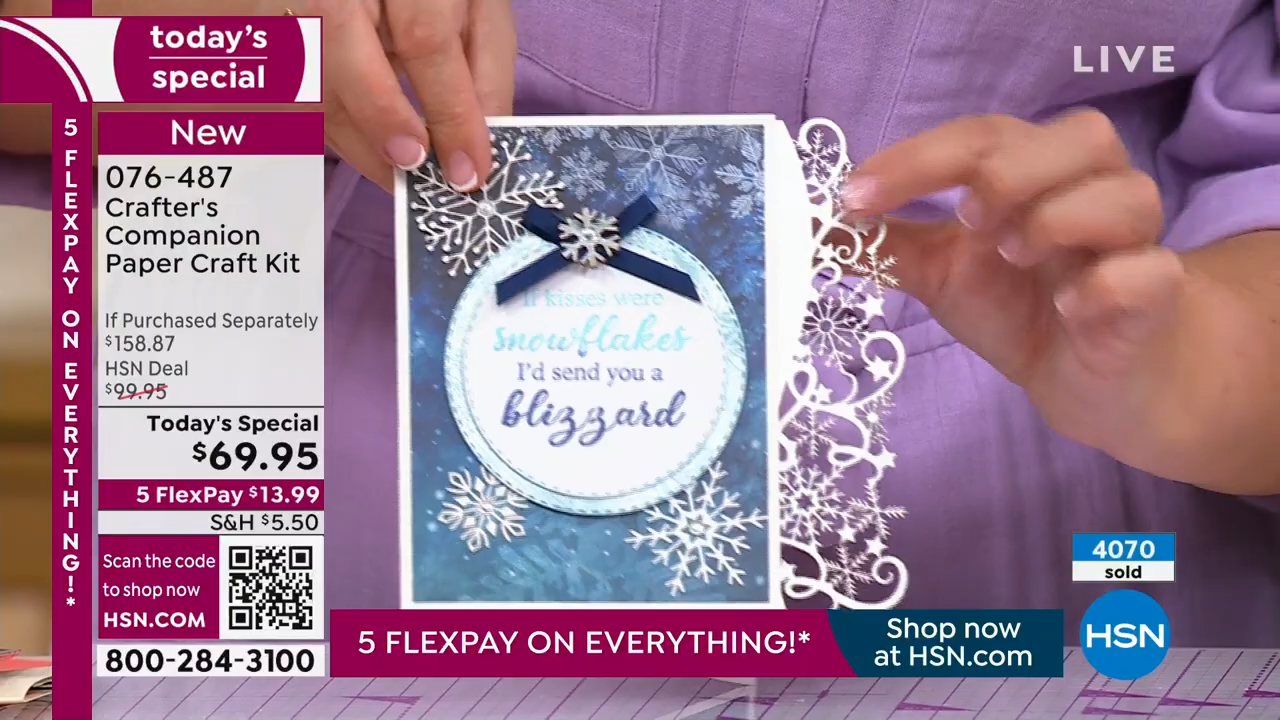 today's
special
5 FLEXPAY ON EVERYTHING!*
New
076-487
Crafter's
Companion
Paper Craft Kit
If Purchased Separately
$158.87
HSN Deal
$99.95
Today's Special
$69.95
5 FlexPay $13.99
S&H $5.50
Scan the code
to shop now
HSN.COM
800-284-3100
LIVE
If kisses were
snowflakes
I'd send you a
blizzard
4070
sold
5 FLEXPAY ON EVERYTHING!*
Shop now
at HSN.com
HSN